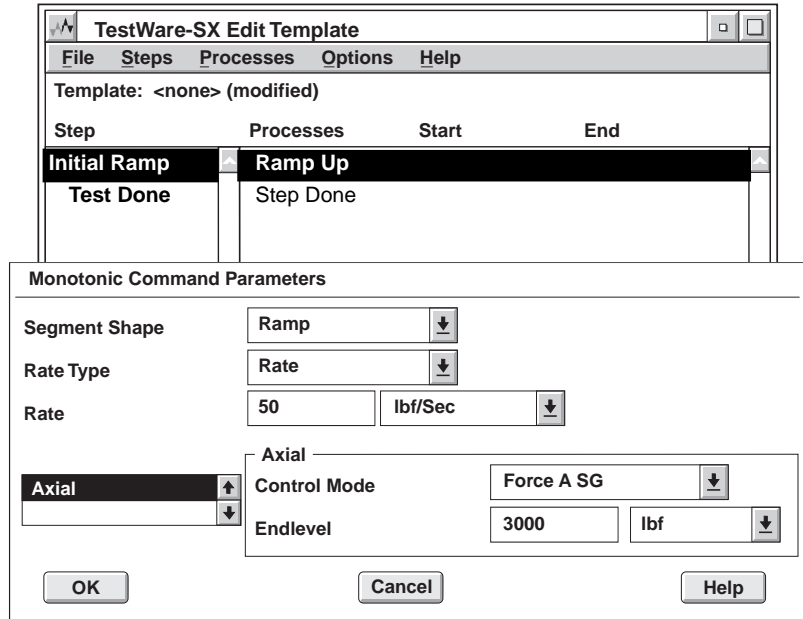 TestWare-SX Edit Template
File Steps Processes Options Help
Template: <none> (modified)
Step Processes Start End
Initial Ramp Ramp Up
Test Done Step Done
Monotonic Command Parameters
Segment Shape Ramp
Rate Type Rate
Rate 50 lbf/Sec
Axial
Axial Control Mode Force A SG
Endlevel 3000 lbf
OK Cancel Help